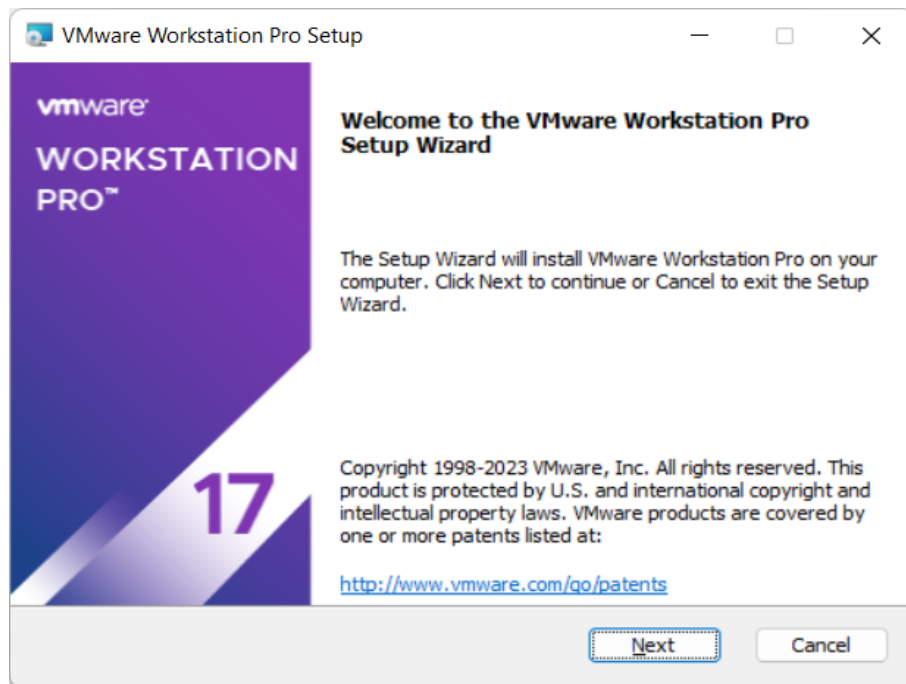 VMware Workstation Pro Setup
vmware®
WORKSTATION
PRO™
17
Welcome to the VMware Workstation Pro
Setup Wizard
The Setup Wizard will install VMware Workstation Pro on your
computer. Click Next to continue or Cancel to exit the Setup
Wizard.
Copyright 1998-2023 VMware, Inc. All rights reserved. This
product is protected by U.S. and international copyright and
intellectual property laws. VMware products are covered by
one or more patents listed at:
http://www.vmware.com/go/patents
Next
Cancel